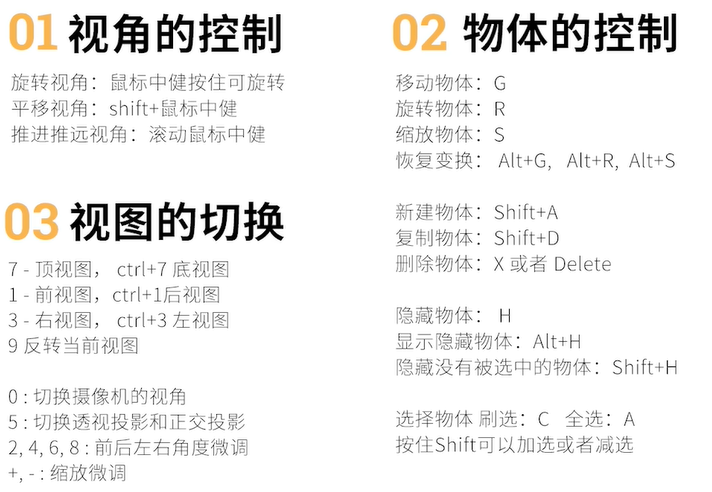 01 视角的控制
旋转视角：鼠标中健按住可旋转
平移视角：shift+鼠标中健
推进推远视角：滚动鼠标中健
02 物体的控制
移动物体：G
旋转物体：R
缩放物体：S
恢复变换： Alt+G, Alt+R, Alt+S
新建物体：Shift+A
复制物体：Shift+D
删除物体：X 或者 Delete
隐藏物体： H
显示隐藏物体：Alt+H
隐藏没有被选中的物体：Shift+H
选择物体 刷选：C 全选：A
按住Shift可以加选或者减选
03 视图的切换
7 - 顶视图， ctrl+7 底视图
1 - 前视图，ctrl+1后视图
3 - 右视图， ctrl+3 左视图
9 反转当前视图
0 : 切换摄像机的视角
5 : 切换透视投影和正交投影
2, 4, 6, 8 : 前后左右角度微调
+, - : 缩放微调